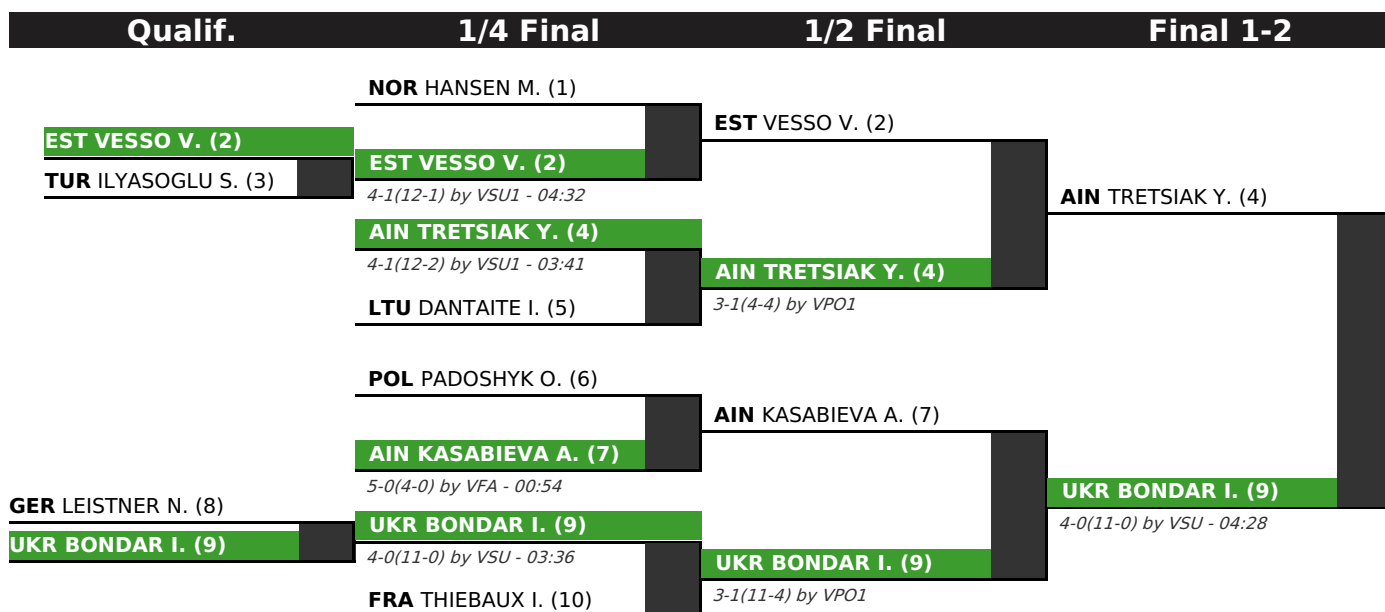 Qualif.
1/4 Final
1/2 Final
Final 1-2
EST VESSO V. (2)
TUR ILYASOGLU S. (3)
GER LEISTNER N. (8)
UKR BONDAR I. (9)
NOR HANSEN M. (1)
EST VESSO V. (2)
4-1(12-1) by VSU1 - 04:32
AIN TRETSIAK Y. (4)
4-1(12-2) by VSU1 - 03:41
LTU DANTAITE I. (5)
POL PADOSHYK O. (6)
AIN KASABIEVA A. (7)
5-0(4-0) by VFA - 00:54
UKR BONDAR I. (9)
4-0(11-0) by VSU - 03:36
FRA THIEBAUX I. (10)
EST VESSO V. (2)
AIN TRETSIAK Y. (4)
3-1(4-4) by VPO1
AIN KASABIEVA A. (7)
UKR BONDAR I. (9)
3-1(11-4) by VPO1
AIN TRETSIAK Y. (4)
UKR BONDAR I. (9)
4-0(11-0) by VSU - 04:28